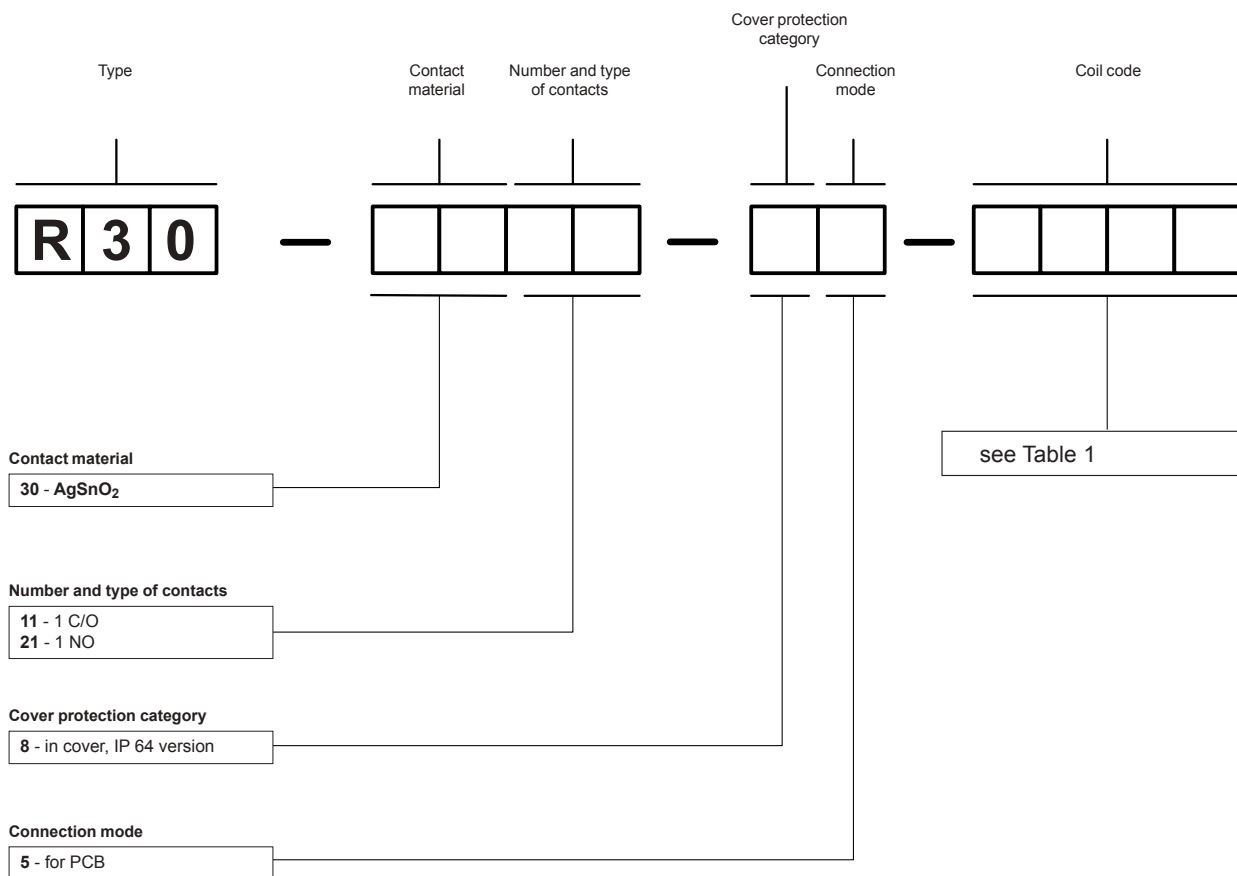 Cover protection
category
Type
Contact
material
Number and type
of contacts
Connection
mode
Coil code
R 3 0 – –  –
see Table 1
Contact material
30 - AgSnO₂
Number and type of contacts
11 - 1 C/O
21 - 1 NO
Cover protection category
8 - in cover, IP 64 version
Connection mode
5 - for PCB